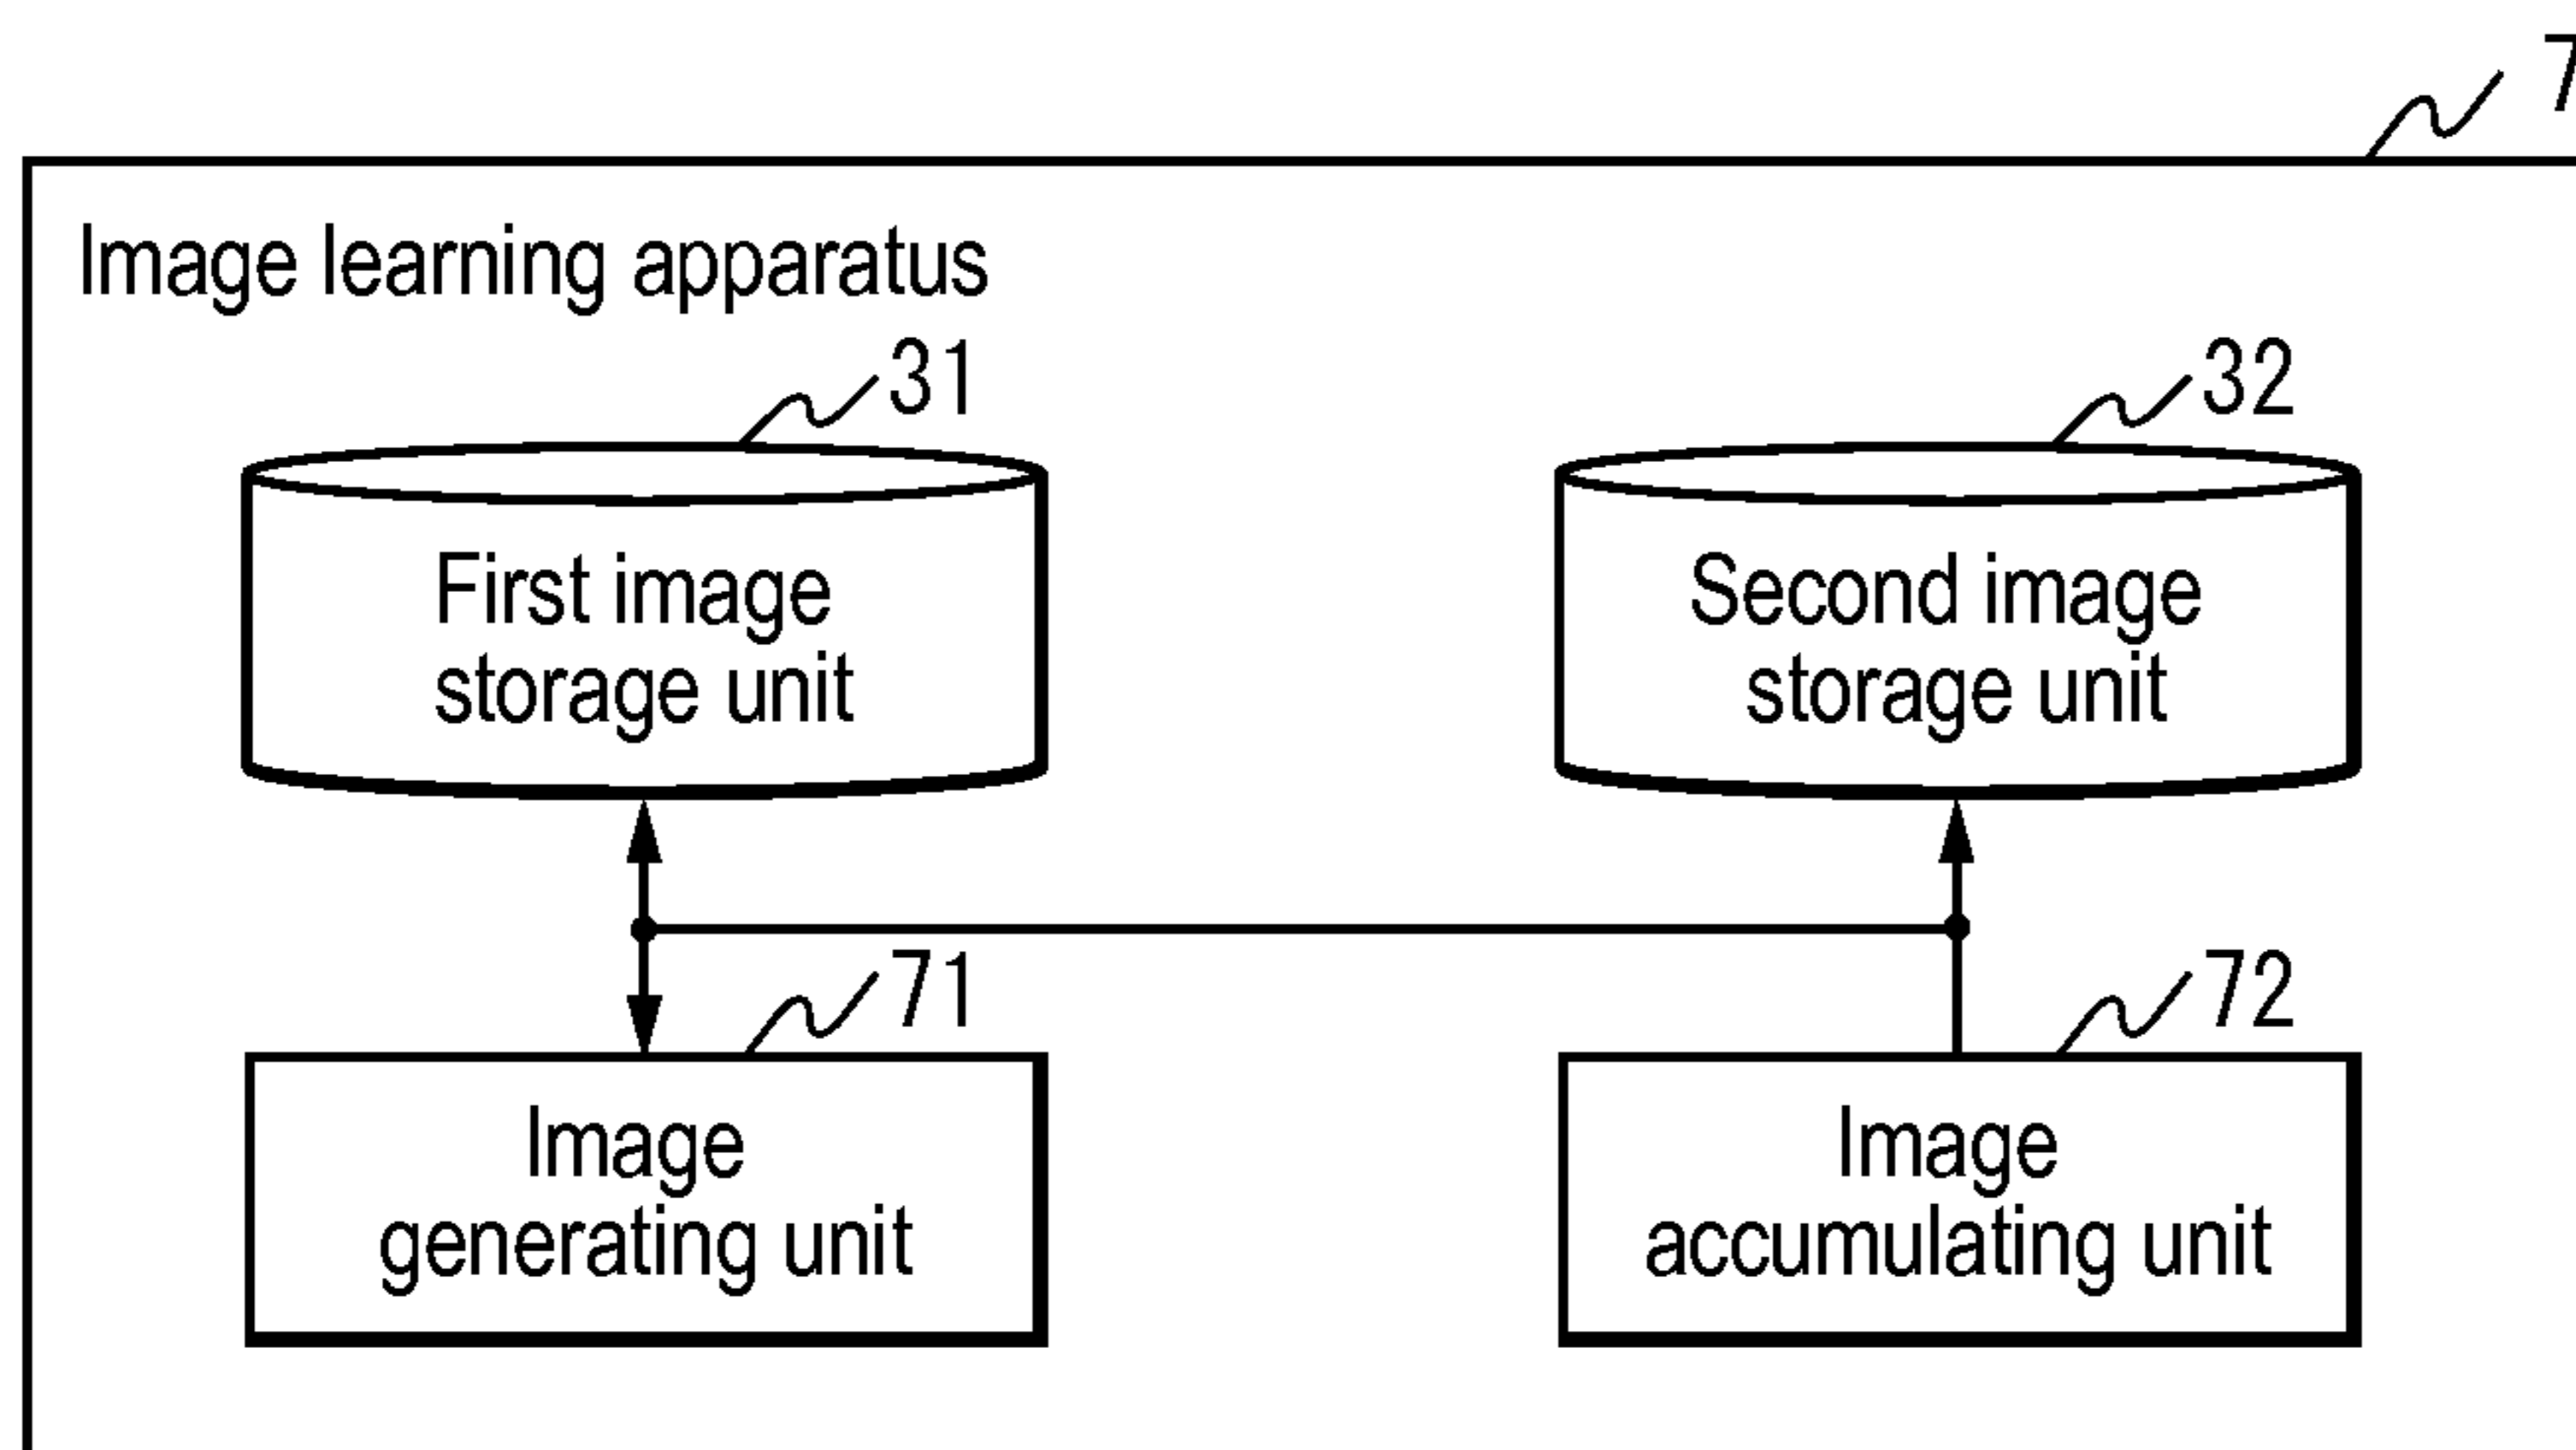 7
Image learning apparatus
31
32
First image
storage unit
Second image
storage unit
71
72
Image
generating unit
Image
accumulating unit